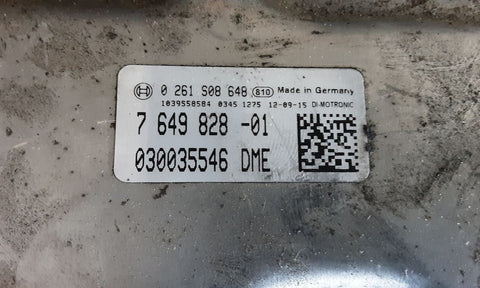 0 261 S08 648 810 Made in Germany
1039S58584 0345 1275 12-09-15 DI-MOTRONIC
7 649 828 -01
030035546 DME